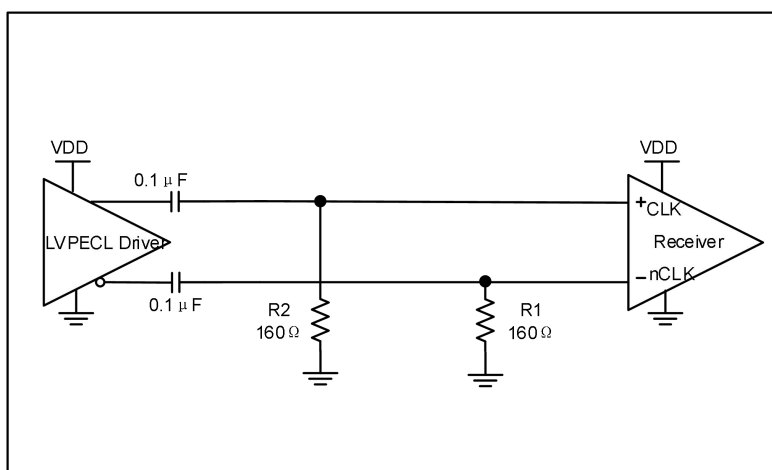 VDD
VDD
0.1 μF
+CLK
LVPECL Driver
Receiver
-nCLK
0.1 μF
R2
160Ω
R1
160Ω